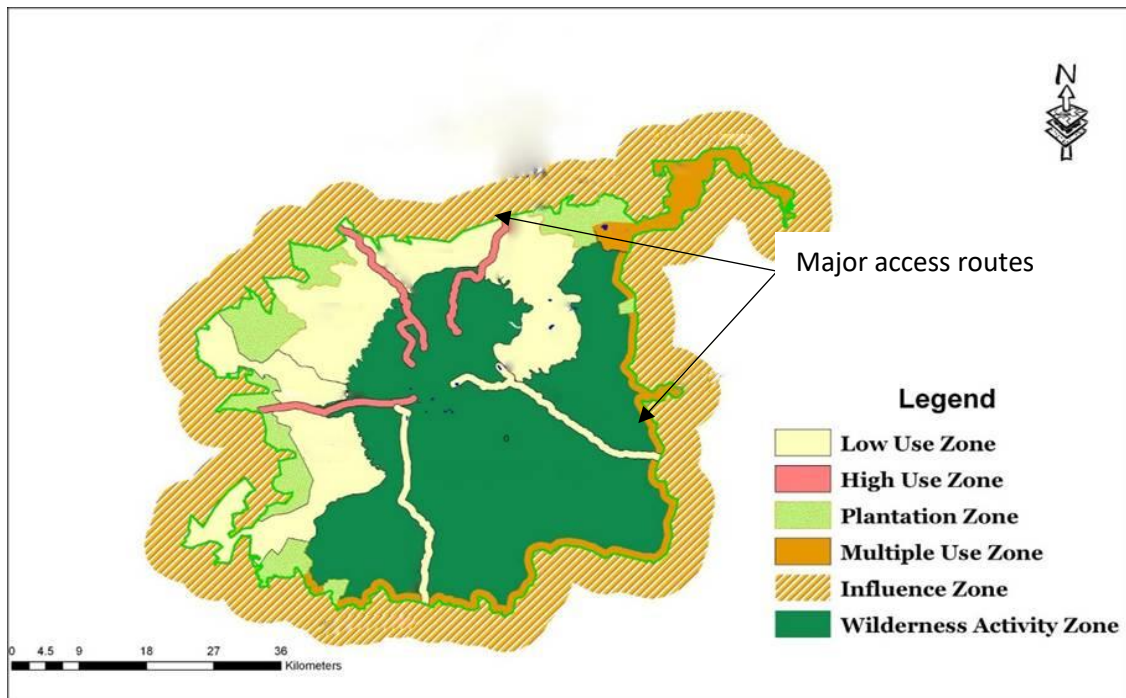 N
Major access routes
Legend
Low Use Zone
High Use Zone
Plantation Zone
Multiple Use Zone
Influence Zone
Wilderness Activity Zone
0 4.5 9 18 27 36
Kilometers